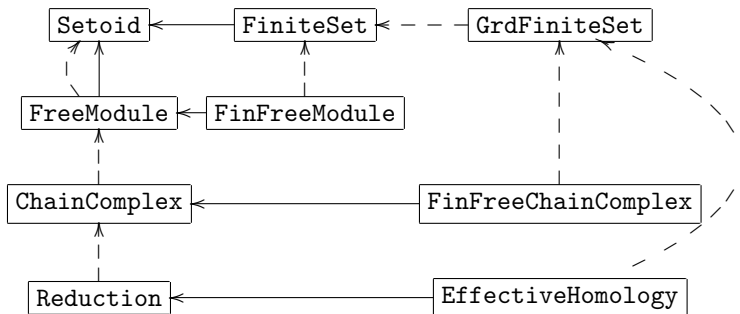 Setoid FiniteSet GrdFiniteSet
FreeModule FinFreeModule
ChainComplex FinFreeChainComplex
Reduction EffectiveHomology